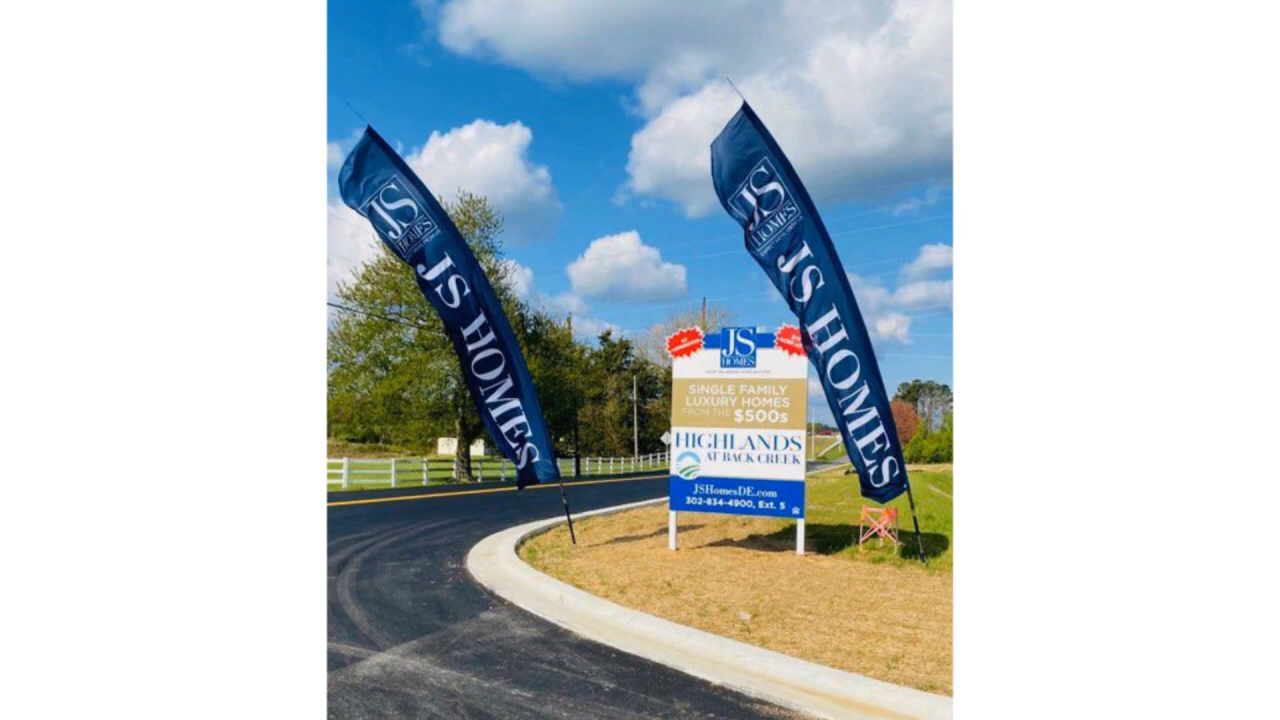 JS
HOMES
JS HOMES
JS
HOMES
JS HOMES
JS
HOMES
SINGLE FAMILY
LUXURY HOMES
FROM THE $500s
HIGHLANDS
AT BACK CREEK
JSHomesDE.com
302-834-4900, Ext. 5